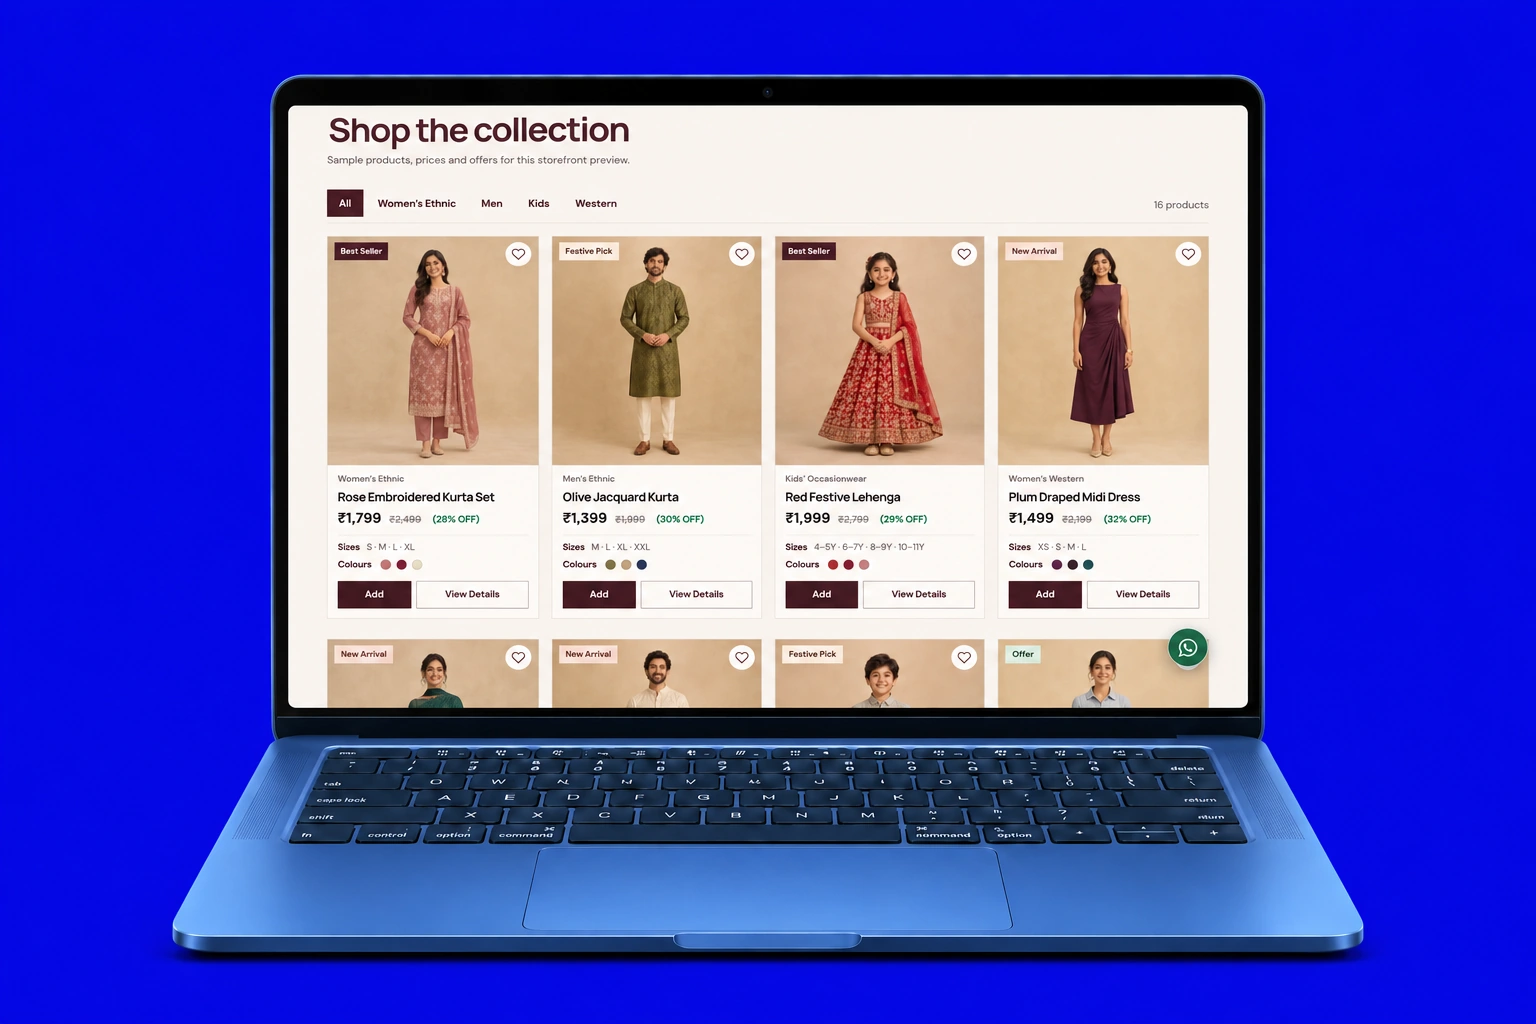 Shop the collection
Sample products, prices and offers for this storefront preview.
All Women's Ethnic Men Kids Western 16 products
Best Seller Festive Pick Best Seller New Arrival
Women's Ethnic Men's Ethnic Kids' Occasionwear Women's Western
Rose Embroidered Kurta Set Olive Jacquard Kurta Red Festive Lehenga Plum Draped Midi Dress
₹1,799 ₹2,499 (28% OFF) ₹1,399 ₹1,999 (30% OFF) ₹1,999 ₹2,799 (29% OFF) ₹1,499 ₹2,199 (32% OFF)
Sizes S · M · L · XL Sizes M · L · XL · XXL Sizes 4–5Y · 6–7Y · 8–9Y · 10–11Y Sizes XS · S · M · L
Colours Colours Colours Colours
Add View Details Add View Details Add View Details Add View Details
New Arrival New Arrival Festive Pick Offer
delete
tab O W N M V J I O R
caps lock A E D F G M J K L return
shift X X C V B N M
fn control option command option